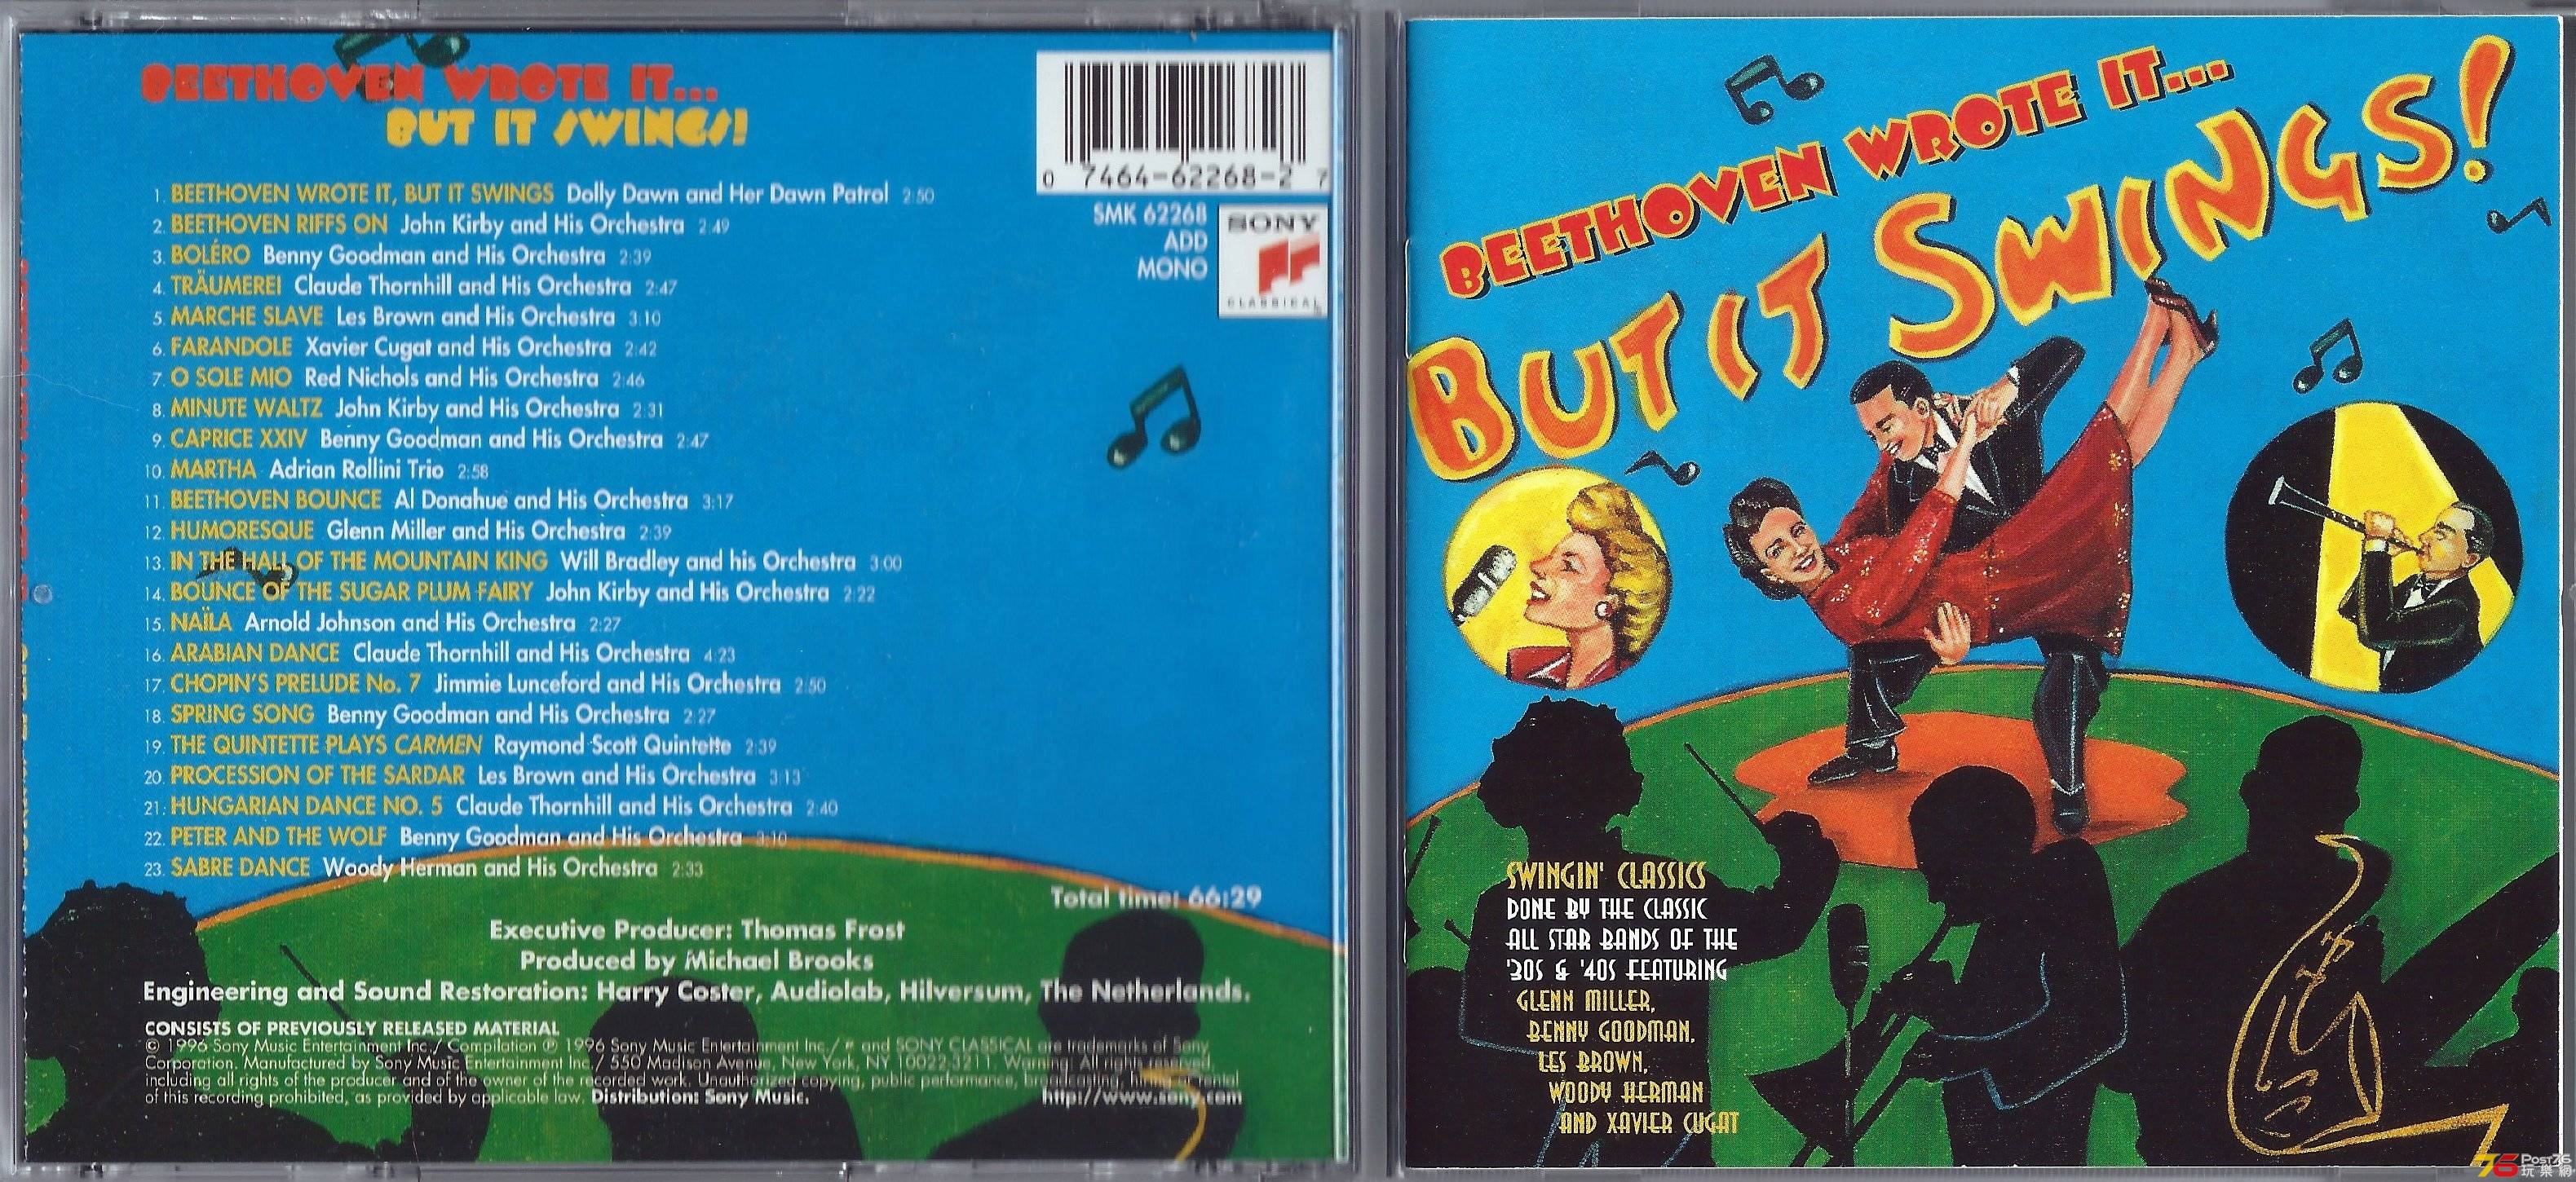 BEETHOVEN WROTE IT...
BUT IT SWINGS!
1. BEETHOVEN WROTE IT, BUT IT SWINGS Dolly Dawn and Her Dawn Patrol 2:50
2. BEETHOVEN RIFFS ON John Kirby and His Orchestra 2:49
3. BOLÉRO Benny Goodman and His Orchestra 2:39
4. TRÄUMEREI Claude Thornhill and His Orchestra 2:47
5. MARCHE SLAVE Les Brown and His Orchestra 3:10
6. FARANDOLE Xavier Cugat and His Orchestra 2:42
7. O SOLE MIO Red Nichols and His Orchestra 2:46
8. MINUTE WALTZ John Kirby and His Orchestra 2:31
9. CAPRICE XXIV Benny Goodman and His Orchestra 2:47
10. MARTHA Adrian Rollini Trio 2:58
11. BEETHOVEN BOUNCE Al Donahue and His Orchestra 3:17
12. HUMORESQUE Glenn Miller and His Orchestra 2:39
13. IN THE HALL OF THE MOUNTAIN KING Will Bradley and his Orchestra 3:00
14. BOUNCE OF THE SUGAR PLUM FAIRY John Kirby and His Orchestra 2:22
15. NAÏLA Arnold Johnson and His Orchestra 2:27
16. ARABIAN DANCE Claude Thornhill and His Orchestra 4:23
17. CHOPIN'S PRELUDE No. 7 Jimmie Lunceford and His Orchestra 2:50
18. SPRING SONG Benny Goodman and His Orchestra 2:27
19. THE QUINTETTE PLAYS CARMEN Raymond Scott Quintette 2:39
20. PROCESSION OF THE SARDAR Les Brown and His Orchestra 3:13
21. HUNGARIAN DANCE NO. 5 Claude Thornhill and His Orchestra 2:40
22. PETER AND THE WOLF Benny Goodman and His Orchestra 3:10
23. SABRE DANCE Woody Herman and His Orchestra 2:33
Total time: 66:29
Executive Producer: Thomas Frost
Produced by Michael Brooks
Engineering and Sound Restoration: Harry Coster, Audiolab, Hilversum, The Netherlands.
CONSISTS OF PREVIOUSLY RELEASED MATERIAL
© 1996 Sony Music Entertainment Inc./ Compilation ℗ 1996 Sony Music Entertainment Inc./ and SONY CLASSICAL are trademarks of Sony
Corporation. Manufactured by Sony Music Entertainment Inc./ 550 Madison Avenue, New York, NY 10022-3211. Warning: All rights reserved,
including all rights of the producer and of the owner of the recorded work. Unauthorized copying, public performance, broadcasting, hiring or rental
of this recording prohibited, as provided by applicable law. Distribution: Sony Music. http://www.sony.com
0 7464-62268-2 7
SMK 62268
ADD
MONO
SONY
CLASSICAL
BEETHOVEN WROTE IT...
BUT IT SWINGS!
SWINGIN' CLASSICS
DONE BY THE CLASSIC
ALL STAR BANDS OF THE
'30S & '40S FEATURING
GLENN MILLER,
BENNY GOODMAN,
LES BROWN,
WOODY HERMAN
AND XAVIER CUGAT
76 Post76
玩樂網